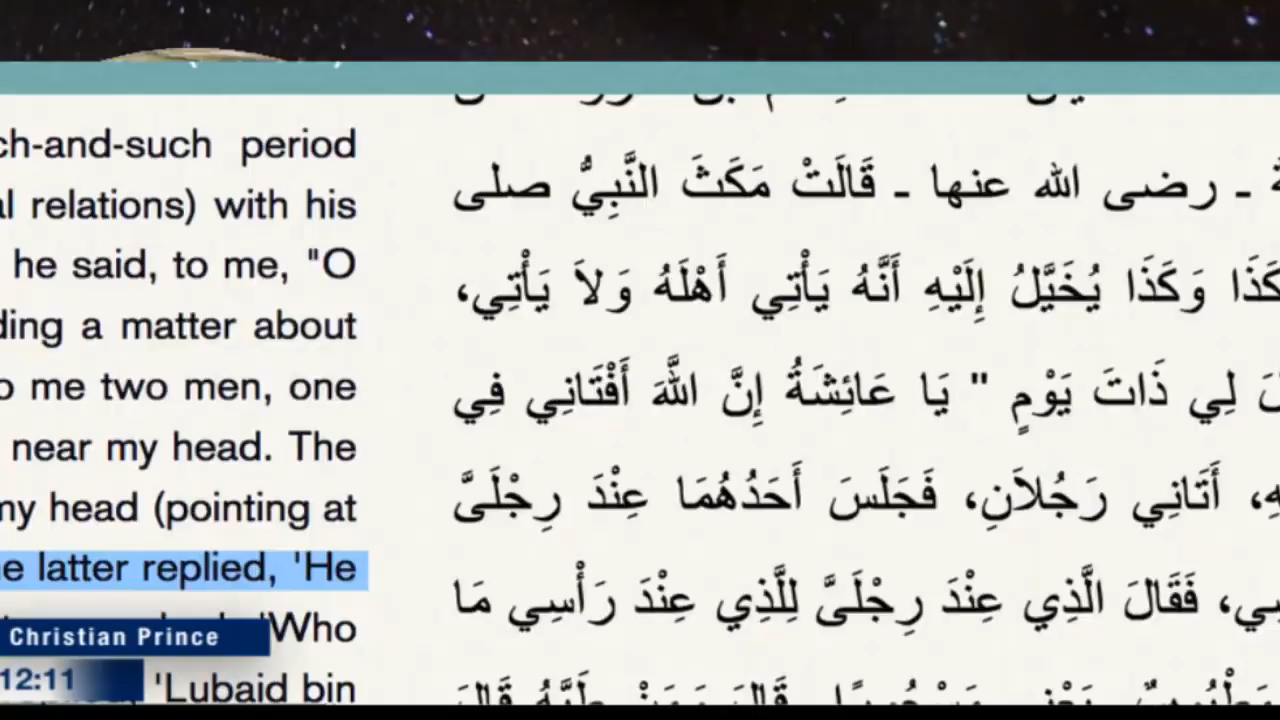 ch-and-such period
al relations) with his
he said, to me, "O
ding a matter about
o me two men, one
near my head. The
my head (pointing at
e latter replied, 'He
'Who
'Lubaid bin
ـ رضى الله عنها ـ قَالَتْ مَكَثَ النَّبِيُّ صلى
كَذَا وَكَذَا يُخَيَّلُ إِلَيْهِ أَنَّهُ يَأْتِي أَهْلَهُ وَلاَ يَأْتِي،
لِي ذَاتَ يَوْمٍ " يَا عَائِشَةُ إِنَّ اللَّهَ أَفْتَانِي فِي
أَتَانِي رَجُلاَنِ، فَجَلَسَ أَحَدُهُمَا عِنْدَ رِجْلَىَّ
فَقَالَ الَّذِي عِنْدَ رِجْلَىَّ لِلَّذِي عِنْدَ رَأْسِي مَا
Christian Prince
12:11